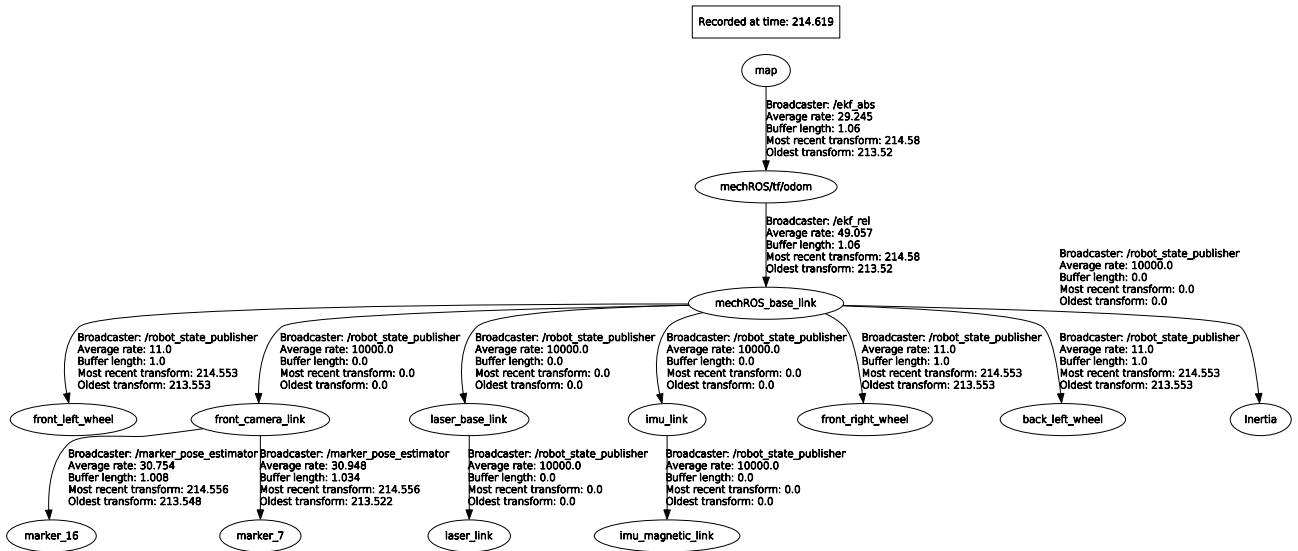 Recorded at time: 214.619
map
Broadcaster: /ekf_abs
Average rate: 29.245
Buffer length: 1.06
Most recent transform: 214.58
Oldest transform: 213.52
mechROS/tf/odom
Broadcaster: /ekf_rel
Average rate: 49.057
Buffer length: 1.06
Most recent transform: 214.58
Oldest transform: 213.52
mechROS_base_link
Broadcaster: /robot_state_publisher
Average rate: 10000.0
Buffer length: 0.0
Most recent transform: 0.0
Oldest transform: 0.0
Broadcaster: /robot_state_publisher
Average rate: 11.0
Buffer length: 1.0
Most recent transform: 214.553
Oldest transform: 213.553
Broadcaster: /robot_state_publisher
Average rate: 10000.0
Buffer length: 0.0
Most recent transform: 0.0
Oldest transform: 0.0
Broadcaster: /robot_state_publisher
Average rate: 10000.0
Buffer length: 0.0
Most recent transform: 0.0
Oldest transform: 0.0
Broadcaster: /robot_state_publisher
Average rate: 10000.0
Buffer length: 0.0
Most recent transform: 0.0
Oldest transform: 0.0
Broadcaster: /robot_state_publisher
Average rate: 11.0
Buffer length: 1.0
Most recent transform: 214.553
Oldest transform: 213.553
Broadcaster: /robot_state_publisher
Average rate: 11.0
Buffer length: 1.0
Most recent transform: 214.553
Oldest transform: 213.553
front_left_wheel
front_camera_link
laser_base_link
imu_link
front_right_wheel
back_left_wheel
Inertia
Broadcaster: /marker_pose_estimator
Average rate: 30.754
Buffer length: 1.008
Most recent transform: 214.556
Oldest transform: 213.548
Broadcaster: /marker_pose_estimator
Average rate: 30.948
Buffer length: 1.034
Most recent transform: 214.556
Oldest transform: 213.522
Broadcaster: /robot_state_publisher
Average rate: 10000.0
Buffer length: 0.0
Most recent transform: 0.0
Oldest transform: 0.0
Broadcaster: /robot_state_publisher
Average rate: 10000.0
Buffer length: 0.0
Most recent transform: 0.0
Oldest transform: 0.0
marker_16
marker_7
laser_link
imu_magnetic_link